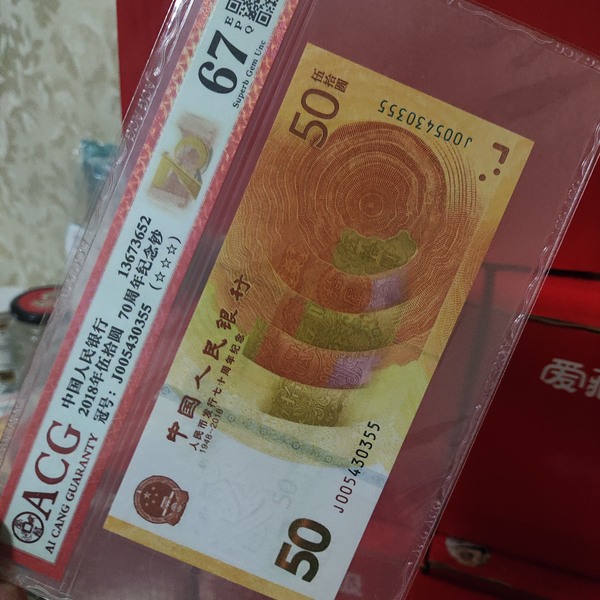 ACG
AI CANG GUARANTY
中国人民银行
2018年伍拾圆 70周年纪念钞
冠号: J005430355 (☆☆☆)
13673652
70
67
E
P Q
Superb Gem Unc
50
伍拾圆
J005430355
中国人民银行
人民币发行七十周年纪念
1948-2018
J005430355
50
爱